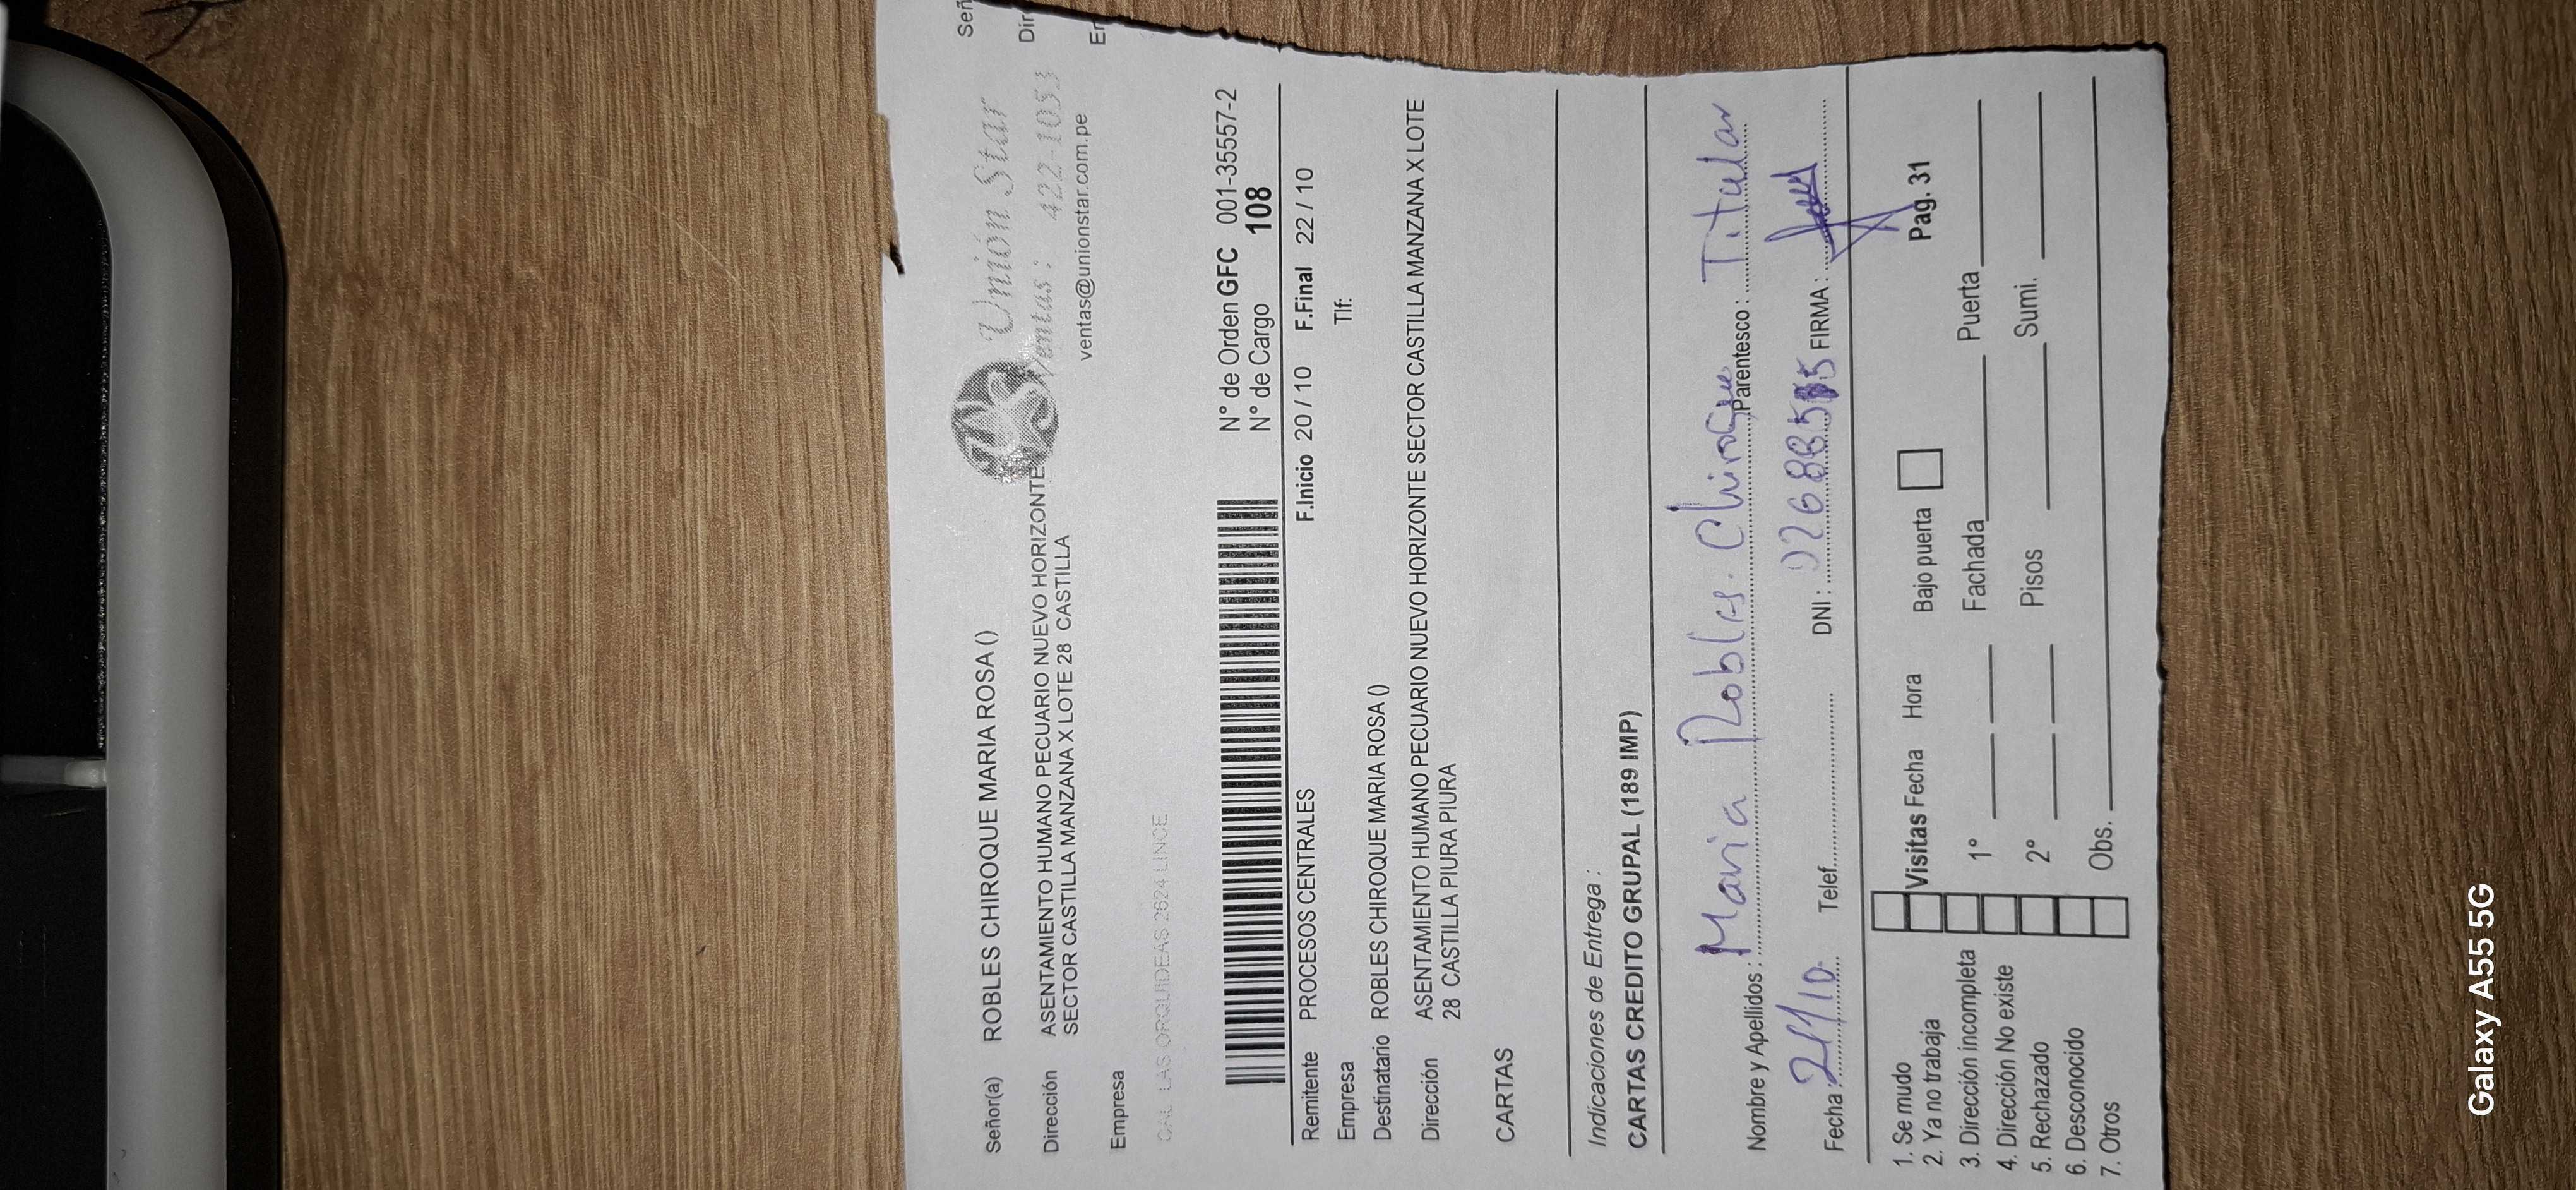 Señ
Dir
En
Unión Star
Ventas: 422-1053
ventas@unionstar.com.pe
Señor(a) ROBLES CHIROQUE MARIA ROSA ()
Dirección ASENTAMIENTO HUMANO PECUARIO NUEVO HORIZONTE
SECTOR CASTILLA MANZANA X LOTE 28 CASTILLA
Empresa
CAL. LAS ORQUIDEAS 2624 LINCE
N° de Orden GFC 001-35557-2
N° de Cargo 108
Remitente PROCESOS CENTRALES F.Inicio 20 / 10 F.Final 22 / 10
Empresa Tlf:
Destinatario ROBLES CHIROQUE MARIA ROSA ()
Dirección ASENTAMIENTO HUMANO PECUARIO NUEVO HORIZONTE SECTOR CASTILLA MANZANA X LOTE
28 CASTILLA PIURA PIURA
CARTAS
Indicaciones de Entrega :
CARTAS CREDITO GRUPAL (189 IMP)
Nombre y Apellidos : Maria Robles. Chiroque Parentesco : Titular
Fecha : 21/10 Telef. DNI : FIRMA :
1. Se mudo Visitas Fecha Hora Bajo puerta Pag. 31
2. Ya no trabaja
3. Dirección incompleta 1° Fachada Puerta
4. Dirección No existe
5. Rechazado 2° Pisos Sumi.
6. Desconocido
7. Otros Obs.
Galaxy A55 5G